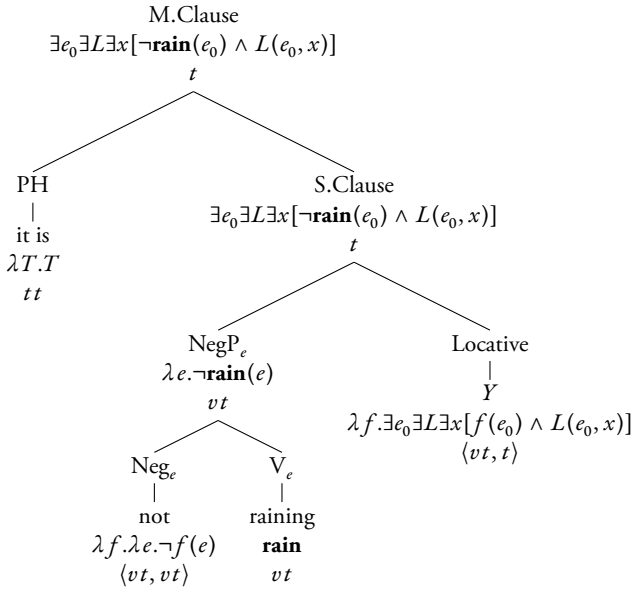 M.Clause
∃e₀∃L∃x[¬rain(e₀) ∧ L(e₀, x)]
t
PH
it is
λT.T
tt
S.Clause
∃e₀∃L∃x[¬rain(e₀) ∧ L(e₀, x)]
t
NegPₑ
λe.¬rain(e)
vt
Locative
Y
λf.∃e₀∃L∃x[f(e₀) ∧ L(e₀, x)]
⟨vt, t⟩
Negₑ
not
λf.λe.¬f(e)
⟨vt, vt⟩
Vₑ
raining
rain
vt